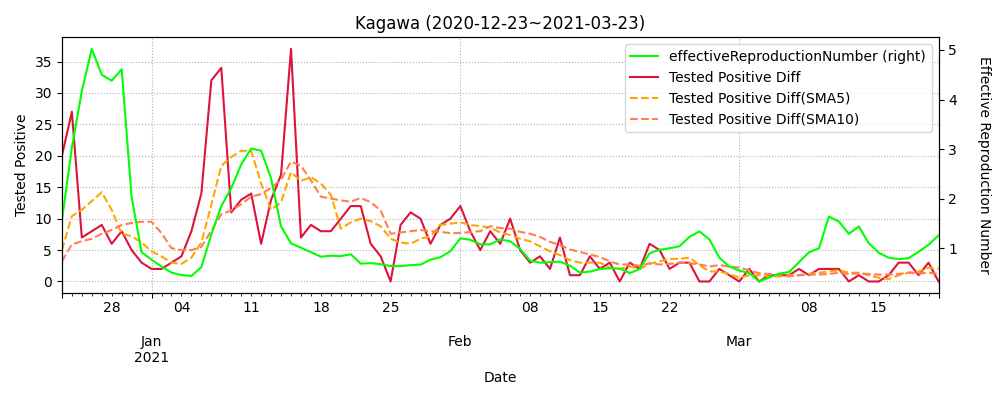 Kagawa (2020-12-23~2021-03-23)
effectiveReproductionNumber (right)
Tested Positive Diff
Tested Positive Diff(SMA5)
Tested Positive Diff(SMA10)
Tested Positive
35
30
25
20
15
10
5
0
5
4
3
2
1
Effective Reproduction Number
28 04 11 18 25 08 15 22 08 15
Jan Feb Mar
2021
Date